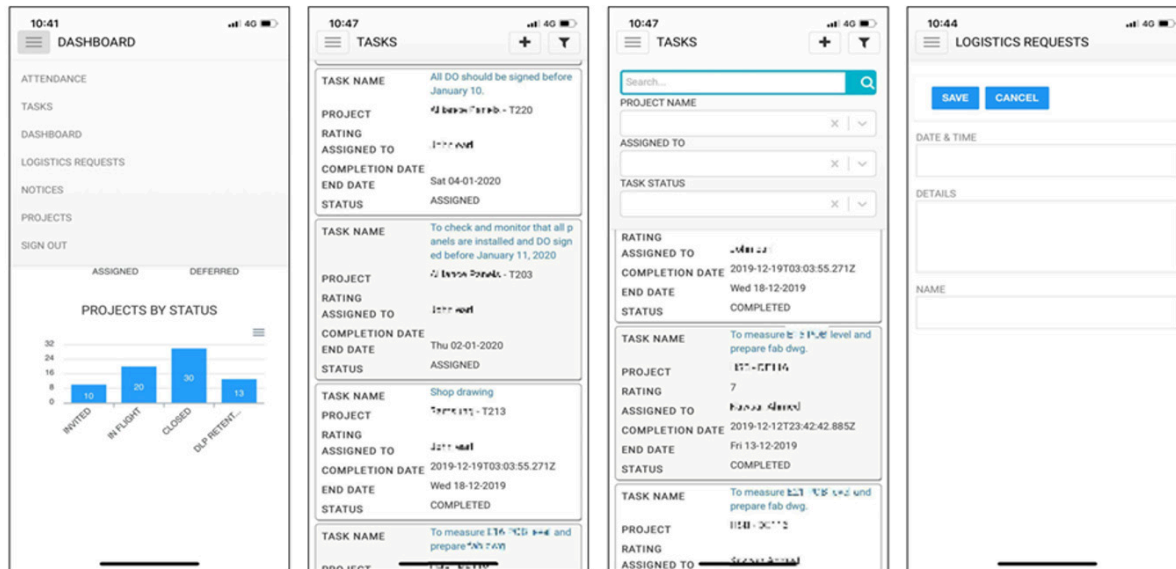 10:41
4G
DASHBOARD
ATTENDANCE
TASKS
DASHBOARD
LOGISTICS REQUESTS
NOTICES
PROJECTS
SIGN OUT
ASSIGNED DEFERRED
PROJECTS BY STATUS
32
24
16
8
0
10
20
30
13
INVITED
IN FLIGHT
CLOSED
DLP RETENT...
10:47
4G
TASKS
TASK NAME All DO should be signed before
January 10.
PROJECT - T220
RATING
ASSIGNED TO
COMPLETION DATE
END DATE Sat 04-01-2020
STATUS ASSIGNED
TASK NAME To check and monitor that all p
anels are installed and DO sign
ed before January 11, 2020
PROJECT - T203
RATING
ASSIGNED TO
COMPLETION DATE
END DATE Thu 02-01-2020
STATUS ASSIGNED
TASK NAME Shop drawing
PROJECT - T213
RATING
ASSIGNED TO
COMPLETION DATE 2019-12-19T03:03:55.271Z
END DATE Wed 18-12-2019
STATUS COMPLETED
TASK NAME To measure and
prepare
PROJECT
10:47
4G
TASKS
Search...
PROJECT NAME
ASSIGNED TO
TASK STATUS
RATING
ASSIGNED TO
COMPLETION DATE 2019-12-19T03:03:55.271Z
END DATE Wed 18-12-2019
STATUS COMPLETED
TASK NAME To measure level and
prepare fab dwg.
PROJECT
RATING 7
ASSIGNED TO
COMPLETION DATE 2019-12-12T23:42:42.885Z
END DATE Fri 13-12-2019
STATUS COMPLETED
TASK NAME To measure and
prepare fab dwg.
PROJECT
RATING
ASSIGNED TO
10:44
4G
LOGISTICS REQUESTS
SAVE CANCEL
DATE & TIME
DETAILS
NAME